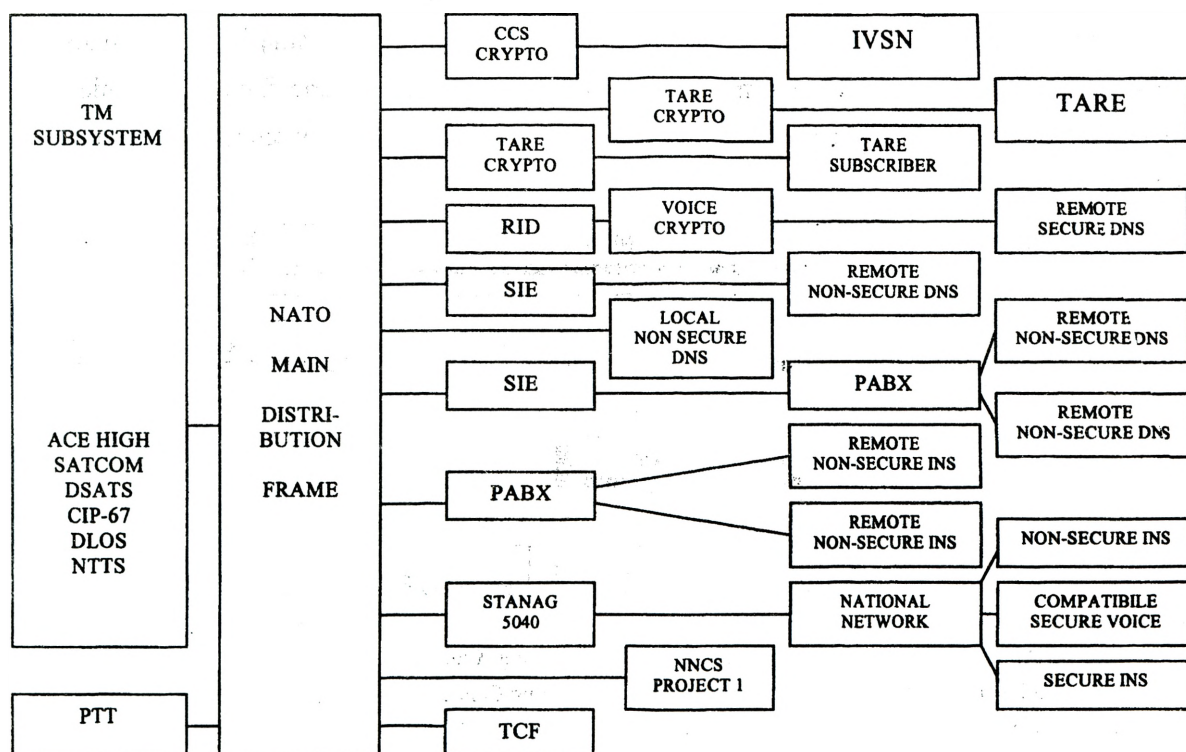 TM
SUBSYSTEM
ACE HIGH
SATCOM
DSATS
CIP-67
DLOS
NTTS
PTT
NATO
MAIN
DISTRI-
BUTION
FRAME
CCS
CRYPTO
IVSN
TARE
CRYPTO
TARE
TARE
CRYPTO
TARE
SUBSCRIBER
RID
VOICE
CRYPTO
REMOTE
SECURE DNS
SIE
REMOTE
NON-SECURE DNS
LOCAL
NON SECURE
DNS
SIE
PABX
REMOTE
NON-SECURE DNS
REMOTE
NON-SECURE DNS
PABX
REMOTE
NON-SECURE INS
REMOTE
NON-SECURE INS
STANAG
5040
NATIONAL
NETWORK
NON-SECURE INS
COMPATIBILE
SECURE VOICE
SECURE INS
NNCS
PROJECT 1
TCF